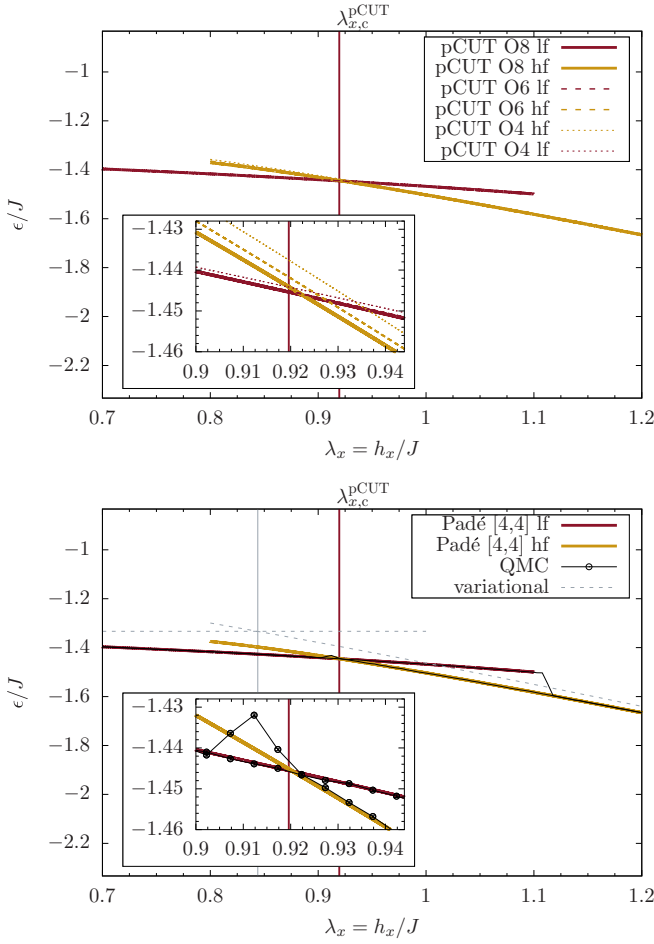 λ_{x,c}^{pCUT}
pCUT O8 lf
pCUT O8 hf
pCUT O6 lf
pCUT O6 hf
pCUT O4 hf
pCUT O4 lf
−1
−1.2
−1.4
−1.6
−1.8
−2
−2.2
ϵ/J
−1.43
−1.44
−1.45
−1.46
0.9 0.91 0.92 0.93 0.94
0.7 0.8 0.9 1 1.1 1.2
λ_x = h_x/J
λ_{x,c}^{pCUT}
Padé [4,4] lf
Padé [4,4] hf
QMC
variational
−1
−1.2
−1.4
−1.6
−1.8
−2
−2.2
ϵ/J
−1.43
−1.44
−1.45
−1.46
0.9 0.91 0.92 0.93 0.94
0.7 0.8 0.9 1 1.1 1.2
λ_x = h_x/J